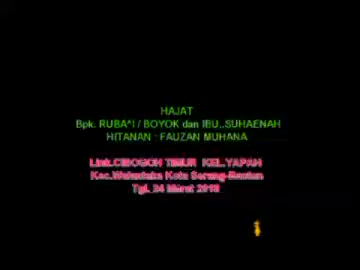 HAJAT
Bpk. RUBA*I / BOYOK dan IBU,.SUHAENAH
HITANAN : FAUZAN MUHANA
Link.CIBOGOH TIMUR KEL,YAPAH
Kec.Walantaka Kota Serang-Banten
Tgl. 24 Maret 2018